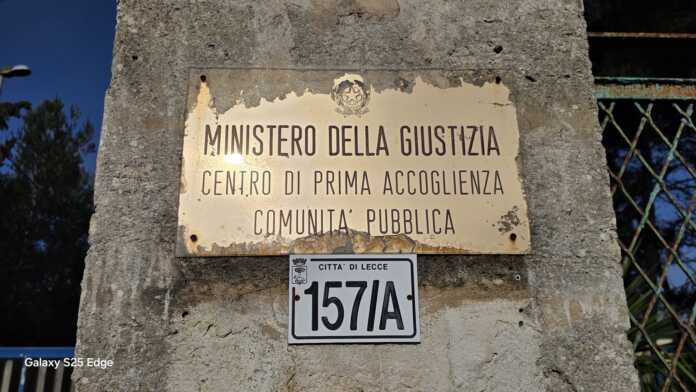 MINISTERO DELLA GIUSTIZIA
CENTRO DI PRIMA ACCOGLIENZA
COMUNITA' PUBBLICA
CITTA' DI LECCE
157/A
Galaxy S25 Edge